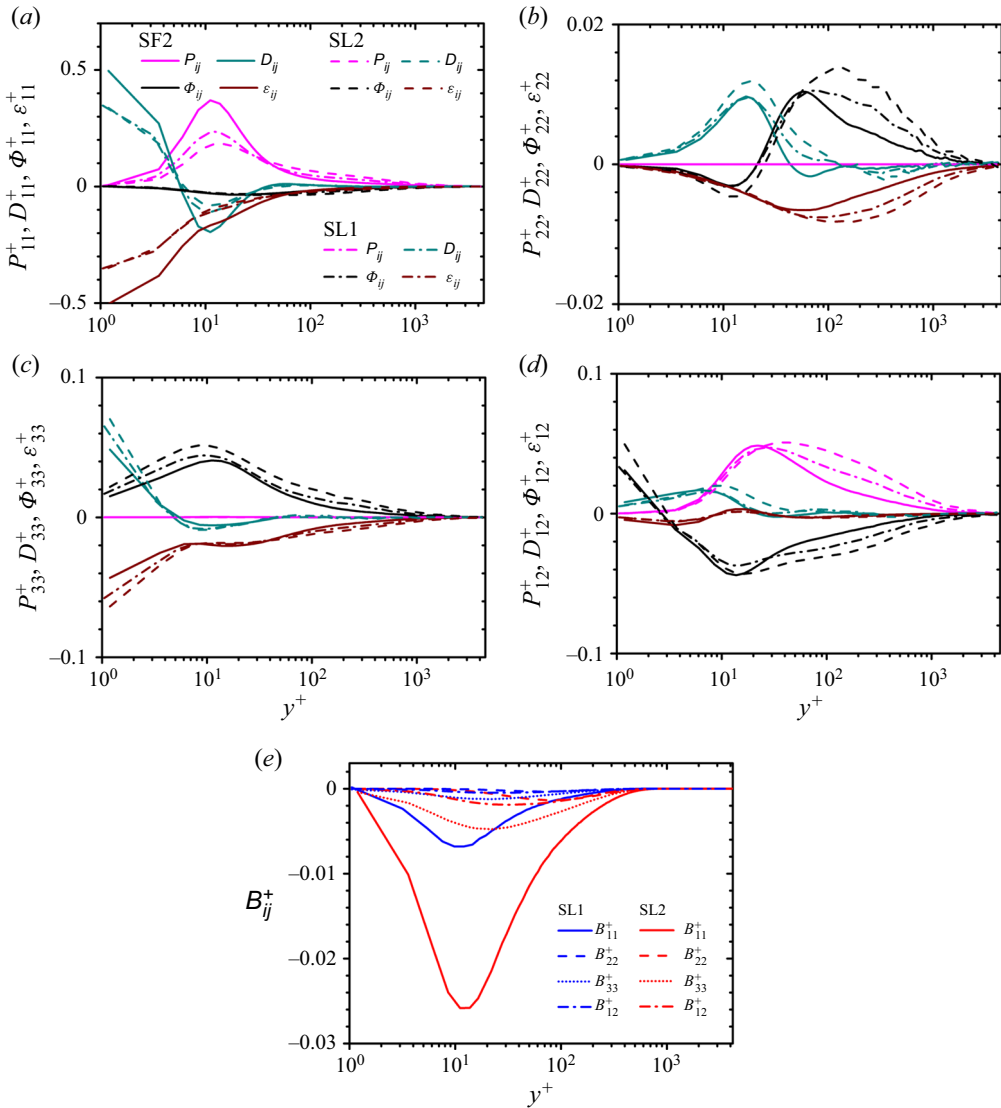 (a)
SF2 SL2
P_ij D_ij P_ij D_ij
Φ_ij ε_ij Φ_ij ε_ij
SL1
P_ij D_ij
Φ_ij ε_ij
0.5
0
−0.5
P⁺₁₁, D⁺₁₁, Φ⁺₁₁, ε⁺₁₁
10⁰ 10¹ 10² 10³
(b)
0.02
0
−0.02
P⁺₂₂, D⁺₂₂, Φ⁺₂₂, ε⁺₂₂
10⁰ 10¹ 10² 10³
(c)
0.1
0
−0.1
P⁺₃₃, D⁺₃₃, Φ⁺₃₃, ε⁺₃₃
10⁰ 10¹ 10² 10³
y⁺
(d)
0.1
0
−0.1
P⁺₁₂, D⁺₁₂, Φ⁺₁₂, ε⁺₁₂
10⁰ 10¹ 10² 10³
y⁺
(e)
0
−0.01
−0.02
−0.03
B⁺_ij
SL1 SL2
B⁺₁₁ B⁺₁₁
B⁺₂₂ B⁺₂₂
B⁺₃₃ B⁺₃₃
B⁺₁₂ B⁺₁₂
10⁰ 10¹ 10² 10³
y⁺